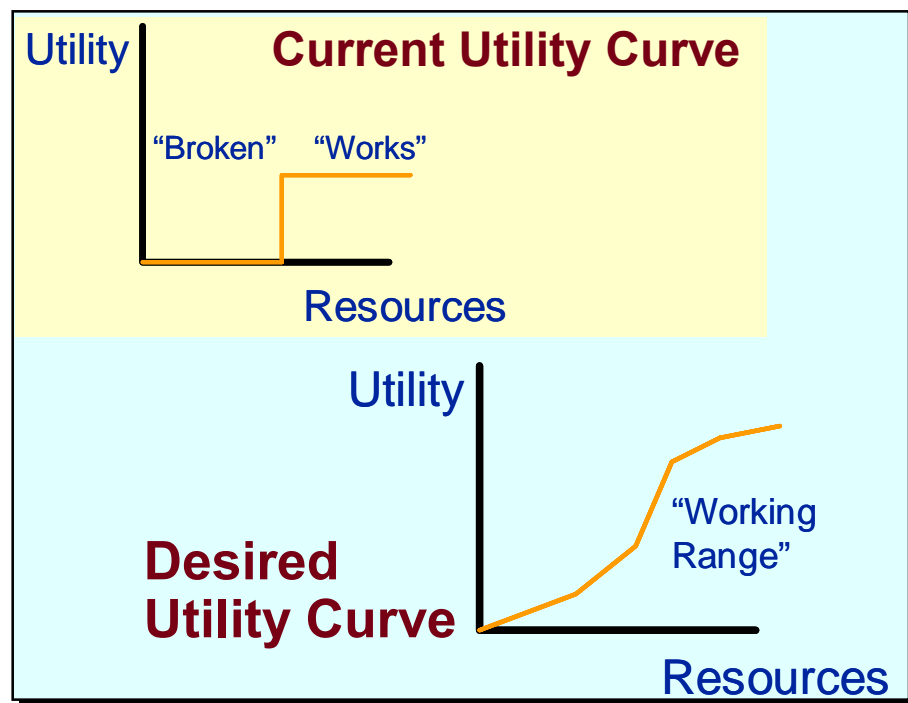 Utility
Current Utility Curve
“Broken”
“Works”
Resources
Utility
“Working
Range”
Desired
Utility Curve
Resources